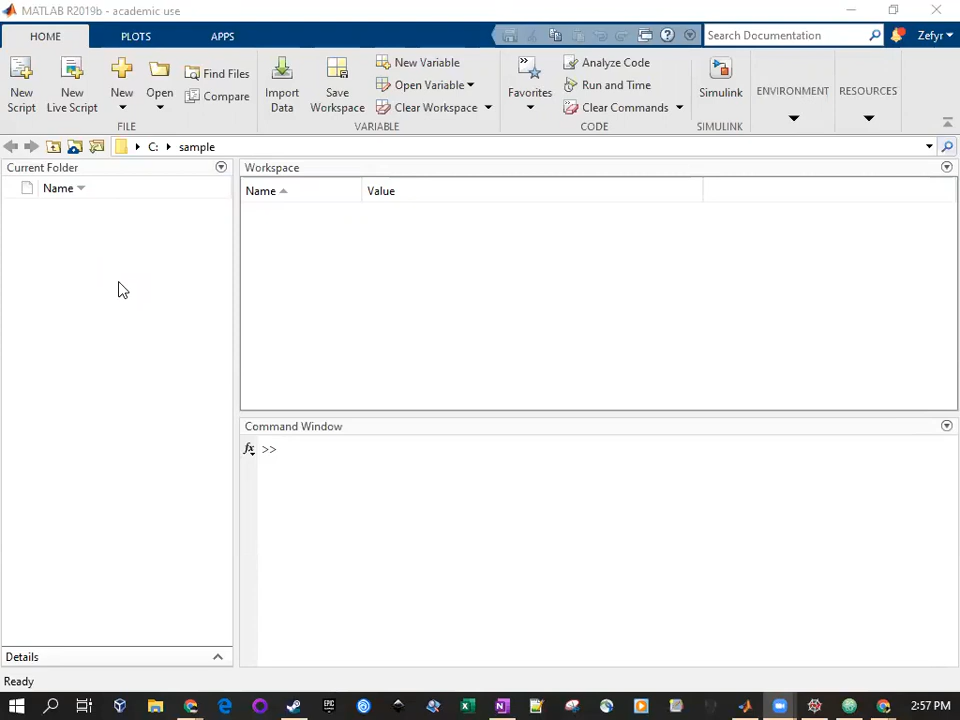 MATLAB R2019b - academic use
HOME PLOTS APPS Search Documentation Zefyr
New Script
New Live Script
New
Open
Find Files
Compare
FILE
Import Data
Save Workspace
New Variable
Open Variable
Clear Workspace
VARIABLE
Favorites
Analyze Code
Run and Time
Clear Commands
CODE
Simulink
SIMULINK
ENVIRONMENT
RESOURCES
C: sample
Current Folder
Name
Workspace
Name Value
Command Window
fx >>
Details
Ready
EPIC
2:57 PM